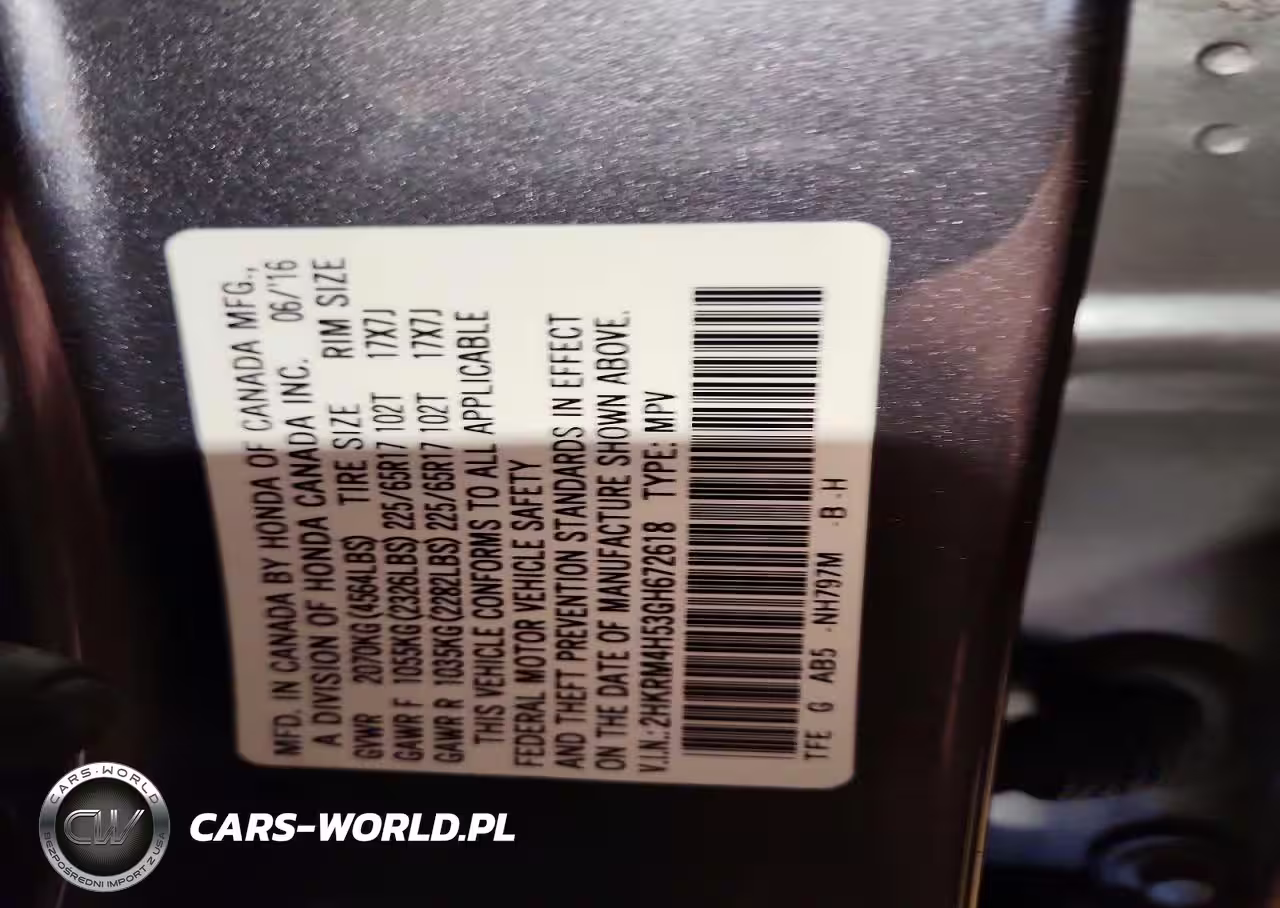 MFD. IN CANADA BY HONDA OF CANADA MFG.,
A DIVISION OF HONDA CANADA INC. 06/'16
TIRE SIZE RIM SIZE
GVWR 2070KG(4564LBS)
GAWR F 1055KG(2326LBS) 225/65R17 102T 17X7J
GAWR R 1035KG(2282LBS) 225/65R17 102T 17X7J
THIS VEHICLE CONFORMS TO ALL APPLICABLE
FEDERAL MOTOR VEHICLE SAFETY
AND THEFT PREVENTION STANDARDS IN EFFECT
ON THE DATE OF MANUFACTURE SHOWN ABOVE.
V.I.N.:2HKRM4H53GH672618 TYPE: MPV
TFE G AB5 -NH797M -B -H
CARS-WORLD
CW
BEZPOŚREDNI IMPORT Z USA
CARS-WORLD.PL